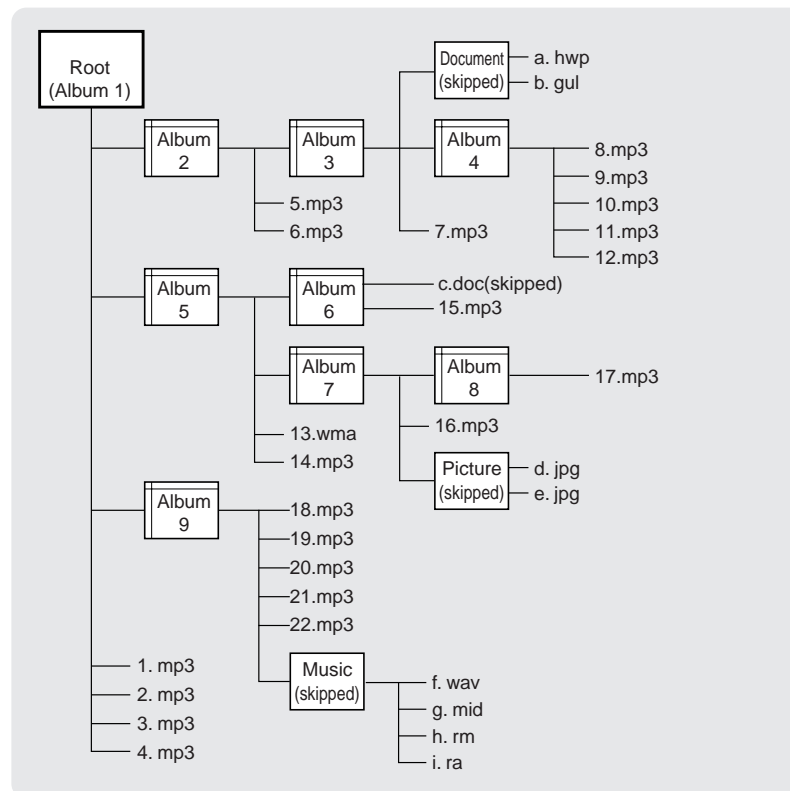 Root
(Album 1)
Document
(skipped)
a. hwp
b. gul
Album
2
Album
3
Album
4
8.mp3
9.mp3
10.mp3
11.mp3
12.mp3
5.mp3
6.mp3
7.mp3
Album
5
Album
6
c.doc(skipped)
15.mp3
Album
7
Album
8
17.mp3
13.wma
14.mp3
16.mp3
Picture
(skipped)
d. jpg
e. jpg
Album
9
18.mp3
19.mp3
20.mp3
21.mp3
22.mp3
Music
(skipped)
f. wav
g. mid
h. rm
i. ra
1. mp3
2. mp3
3. mp3
4. mp3